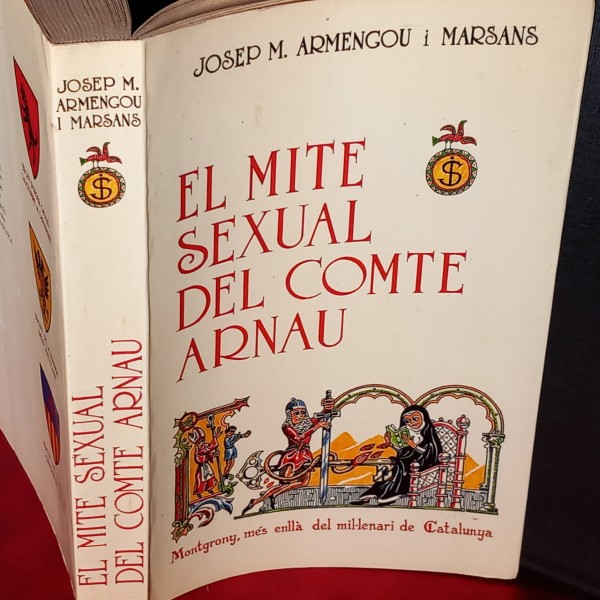 JOSEP M.
ARMENGOU
I MARSANS
EL MITE SEXUAL
DEL COMTE ARNAU
JOSEP M. ARMENGOU i MARSANS
EL MITE
SEXUAL
DEL COMTE
ARNAU
Montgrony, més enllà del mil·lenari de Catalunya